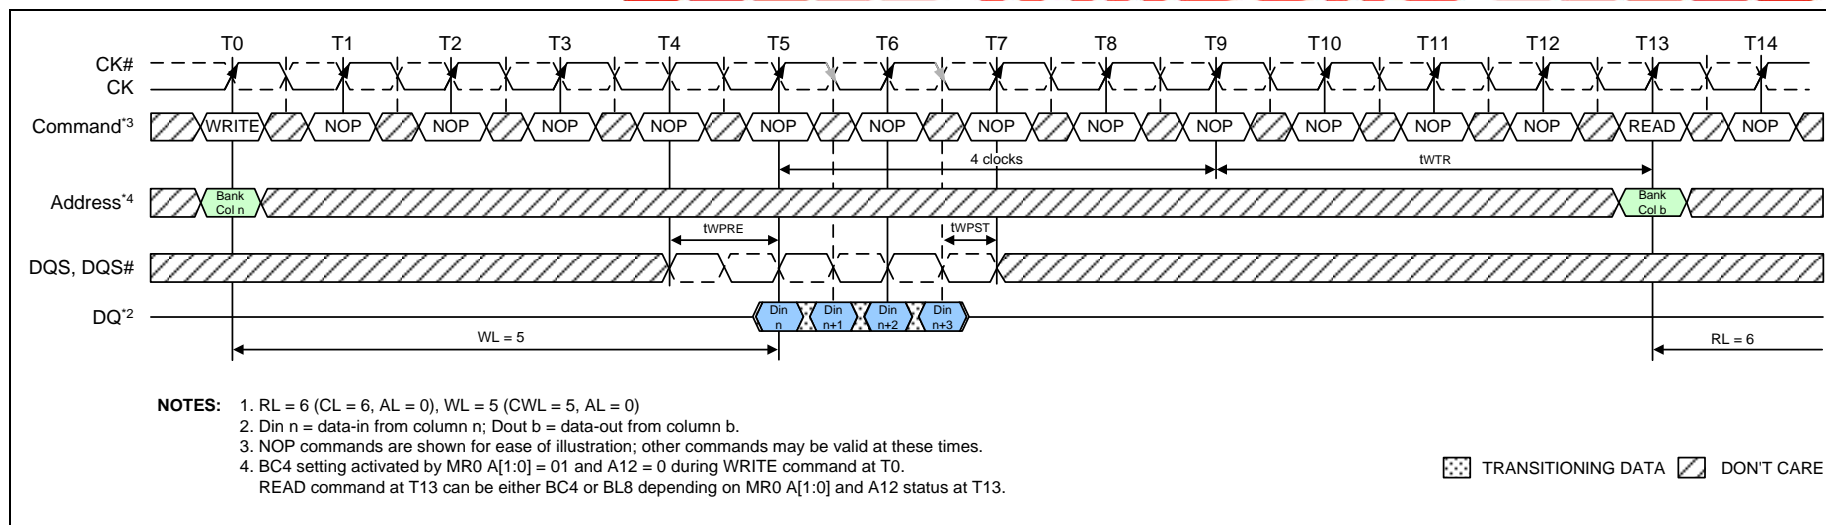 T0 T1 T2 T3 T4 T5 T6 T7 T8 T9 T10 T11 T12 T13 T14
CK#
CK
Command*3 WRITE NOP NOP NOP NOP NOP NOP NOP NOP NOP NOP NOP NOP READ NOP
4 clocks tWTR
Address*4 Bank Col n Bank Col b
tWPRE tWPST
DQS, DQS#
DQ*2 Din n Din n+1 Din n+2 Din n+3
WL = 5 RL = 6
NOTES: 1. RL = 6 (CL = 6, AL = 0), WL = 5 (CWL = 5, AL = 0)
2. Din n = data-in from column n; Dout b = data-out from column b.
3. NOP commands are shown for ease of illustration; other commands may be valid at these times.
4. BC4 setting activated by MR0 A[1:0] = 01 and A12 = 0 during WRITE command at T0.
READ command at T13 can be either BC4 or BL8 depending on MR0 A[1:0] and A12 status at T13.
TRANSITIONING DATA DON'T CARE